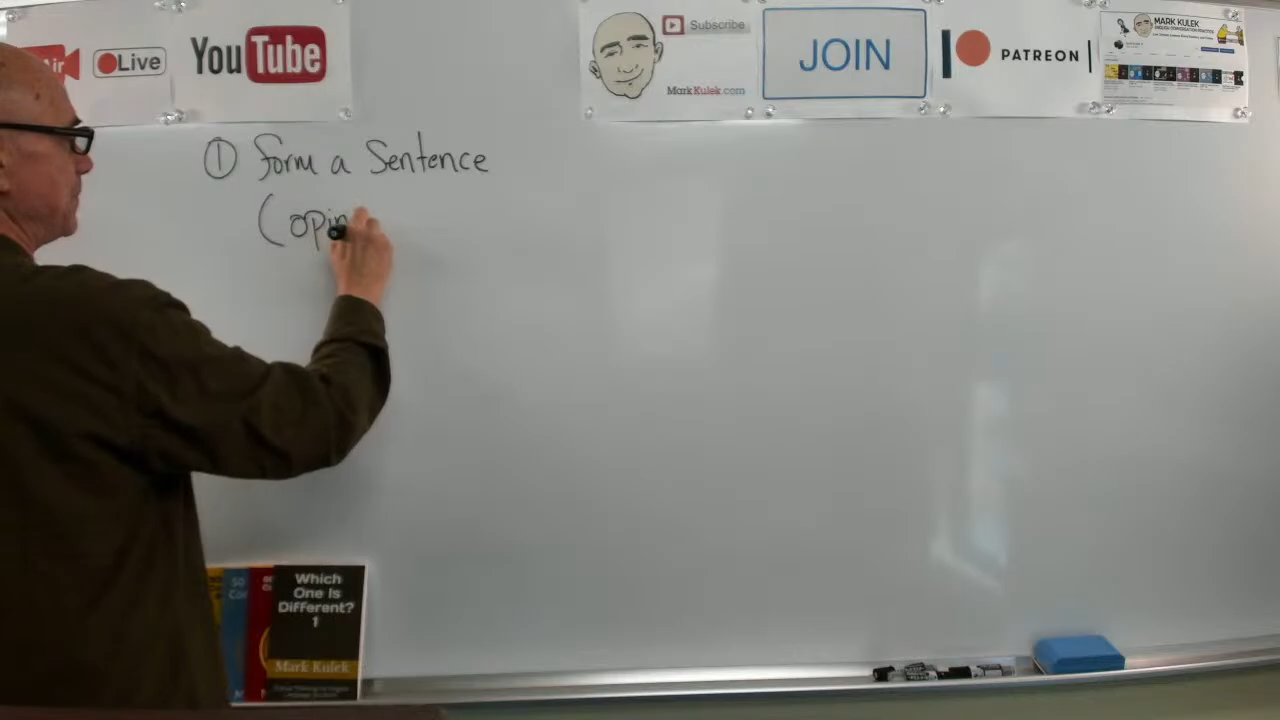 Air
Live
YouTube
Subscribe
MarkKulek.com
JOIN
PATREON
MARK KULEK
① Form a Sentence
(opin
Which
One Is
Different?
1
Mark Kulek
50